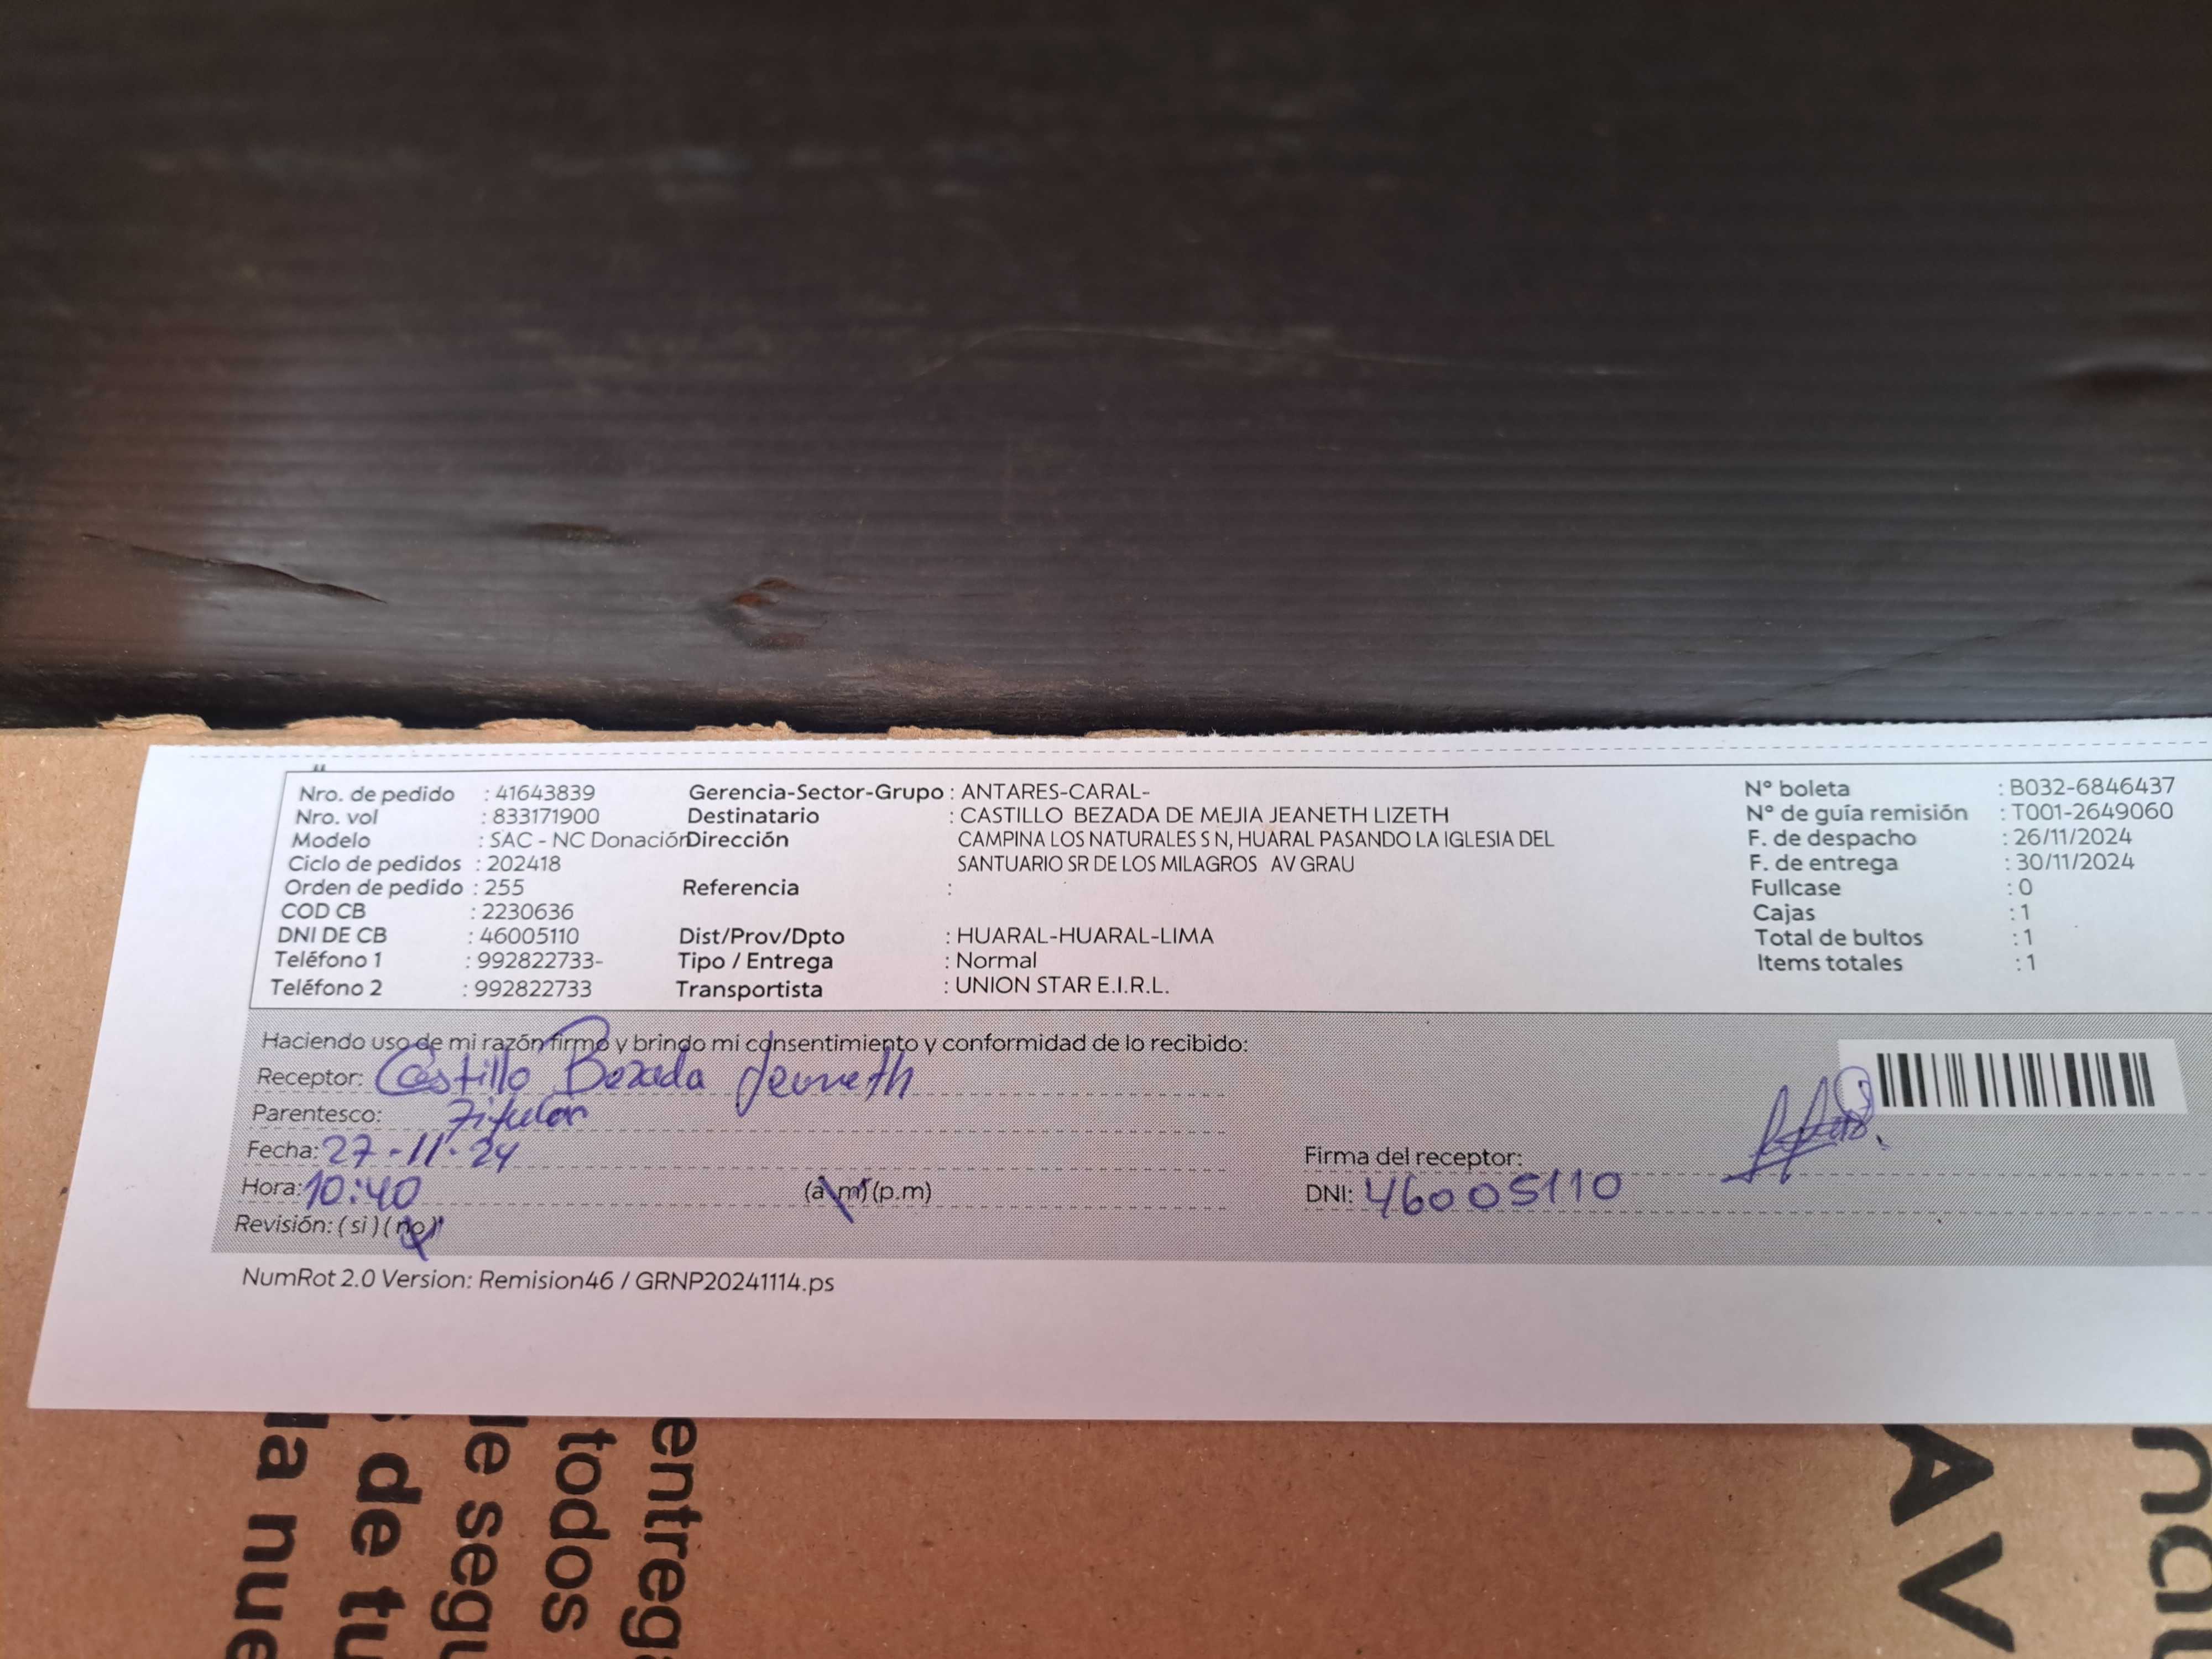 Nro. de pedido : 41643839 Gerencia-Sector-Grupo : ANTARES-CARAL- N° boleta : B032-6846437
Nro. vol : 833171900 Destinatario : CASTILLO BEZADA DE MEJIA JEANETH LIZETH N° de guía remisión : T001-2649060
Modelo : SAC - NC Donación Dirección CAMPINA LOS NATURALES S N, HUARAL PASANDO LA IGLESIA DEL F. de despacho : 26/11/2024
Ciclo de pedidos : 202418 SANTUARIO SR DE LOS MILAGROS AV GRAU F. de entrega : 30/11/2024
Orden de pedido : 255 Referencia : Fullcase : 0
COD CB : 2230636 Cajas : 1
DNI DE CB : 46005110 Dist/Prov/Dpto : HUARAL-HUARAL-LIMA Total de bultos : 1
Teléfono 1 : 992822733- Tipo / Entrega : Normal Items totales : 1
Teléfono 2 : 992822733 Transportista : UNION STAR E.I.R.L.
Haciendo uso de mi razón firmo y brindo mi consentimiento y conformidad de lo recibido:
Receptor: Castillo Bezada Jeaneth
Parentesco: Titular
Fecha: 27-11-24 Firma del receptor:
Hora: 10:40 (a.m) (p.m) DNI: 46005110
Revisión: (si) (no)
NumRot 2.0 Version: Remision46 / GRNP20241114.ps
entrega
todos
le segu
de tu
la nue
AV